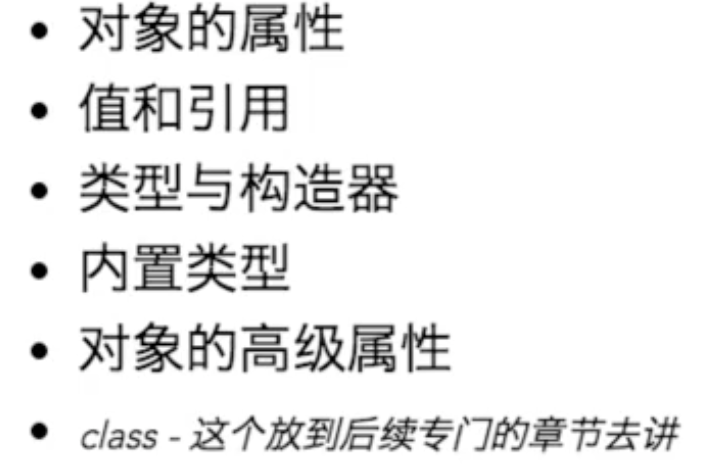 对象的属性
值和引用
类型与构造器
内置类型
对象的高级属性
class - 这个放到后续专门的章节去讲